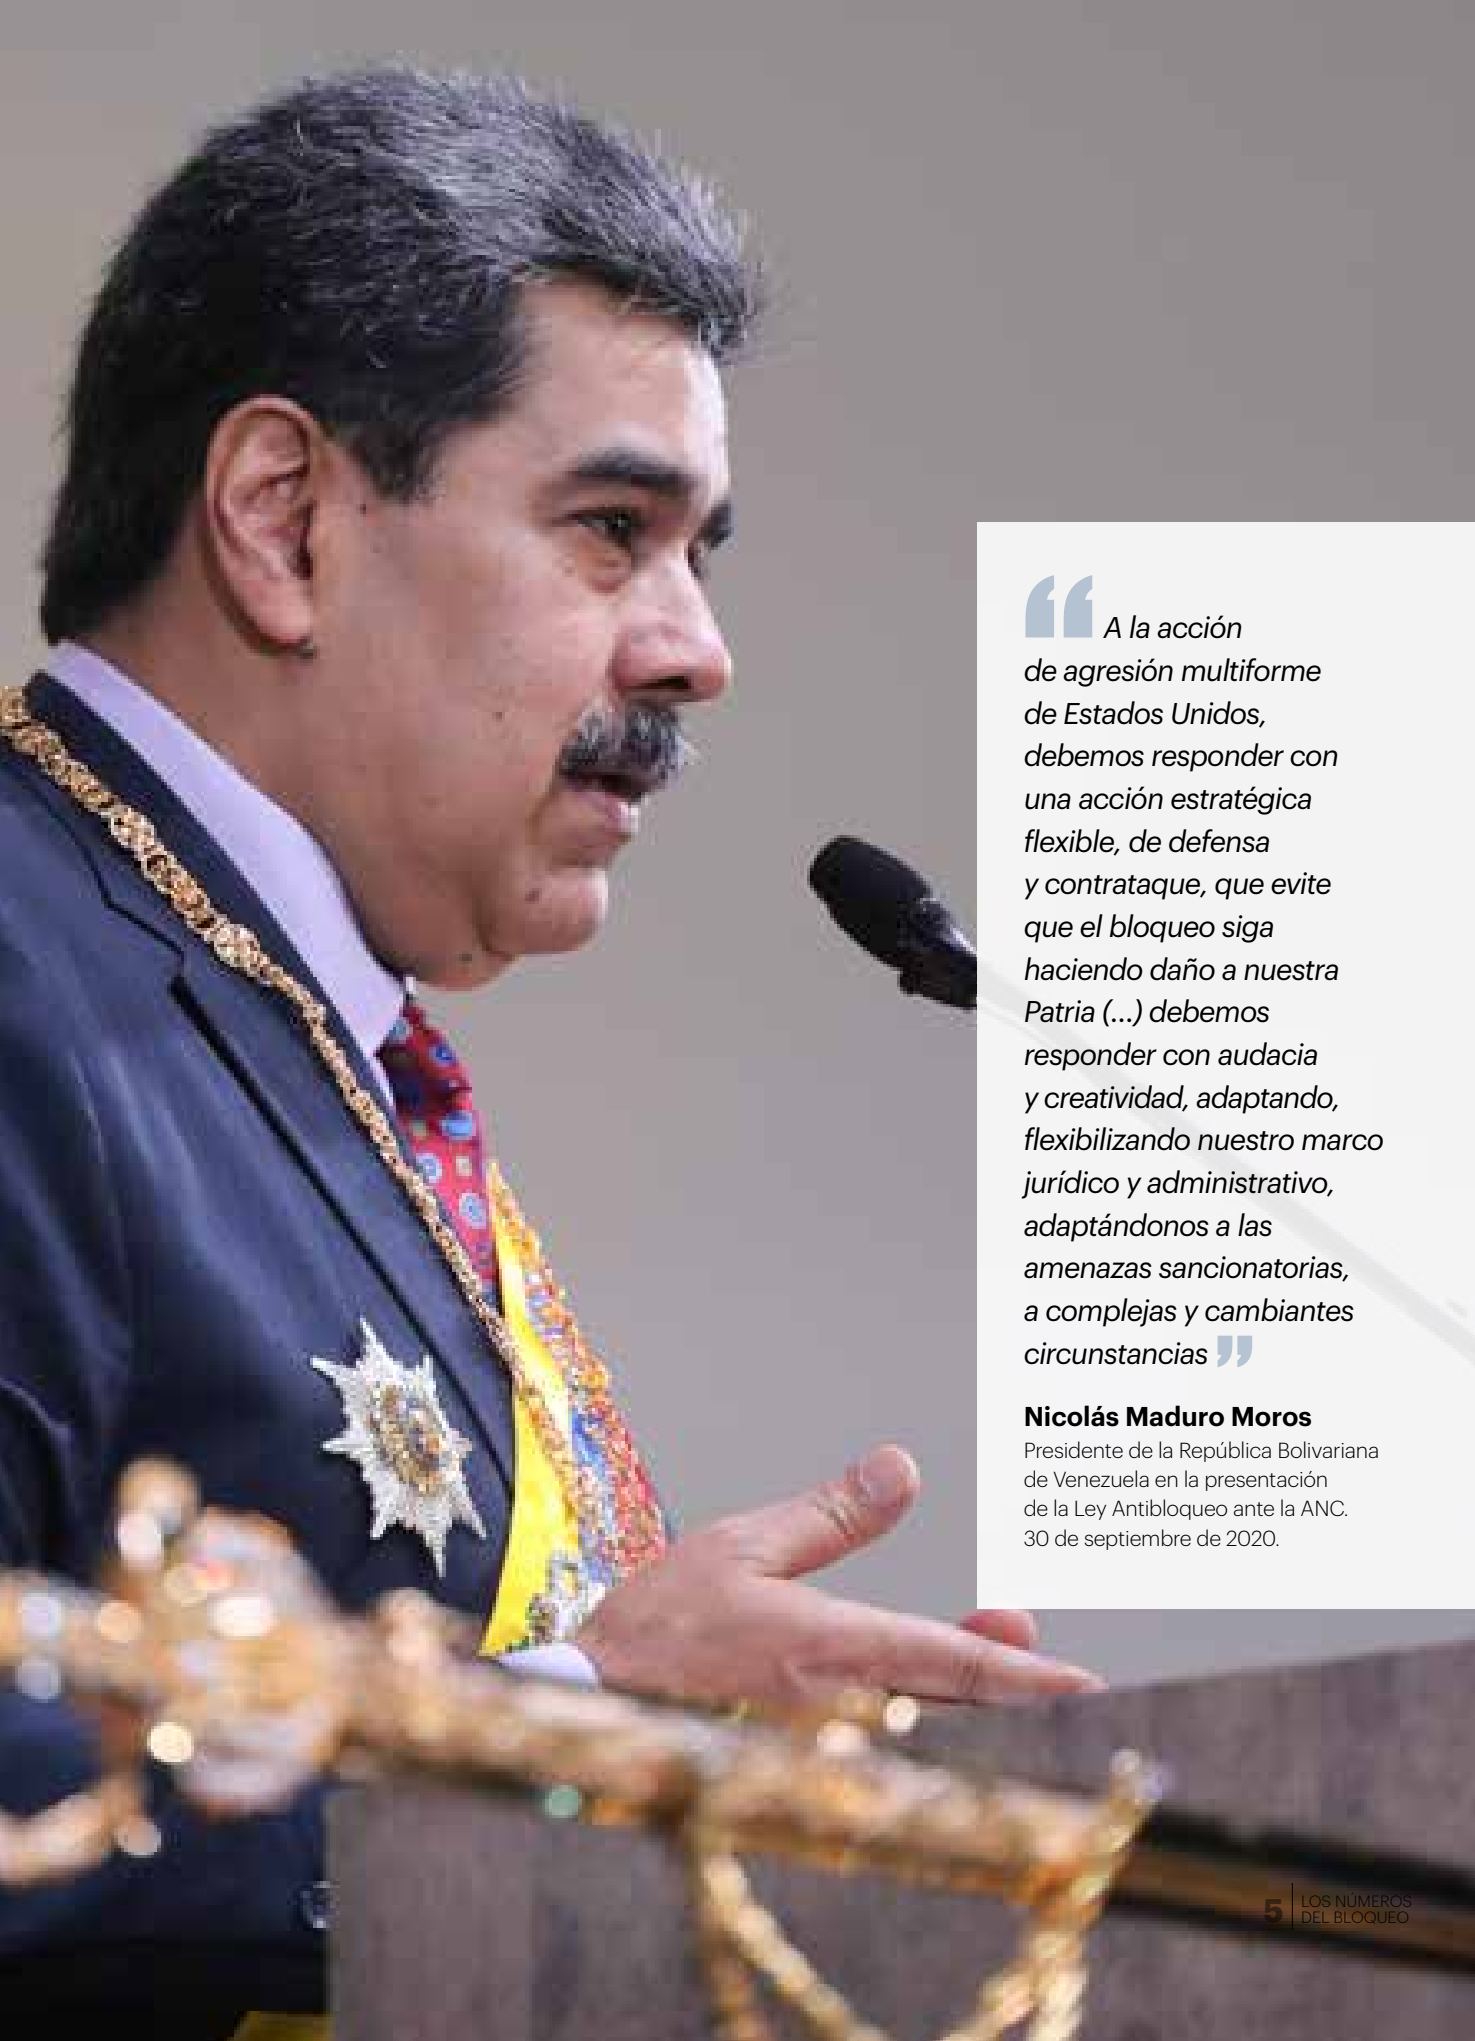 “ A la acción
de agresión multiforme
de Estados Unidos,
debemos responder con
una acción estratégica
flexible, de defensa
y contrataque, que evite
que el bloqueo siga
haciendo daño a nuestra
Patria (...) debemos
responder con audacia
y creatividad, adaptando,
flexibilizando nuestro marco
jurídico y administrativo,
adaptándonos a las
amenazas sancionatorias,
a complejas y cambiantes
circunstancias ”
Nicolás Maduro Moros
Presidente de la República Bolivariana
de Venezuela en la presentación
de la Ley Antibloqueo ante la ANC.
30 de septiembre de 2020.
5 LOS NÚMEROS
DEL BLOQUEO